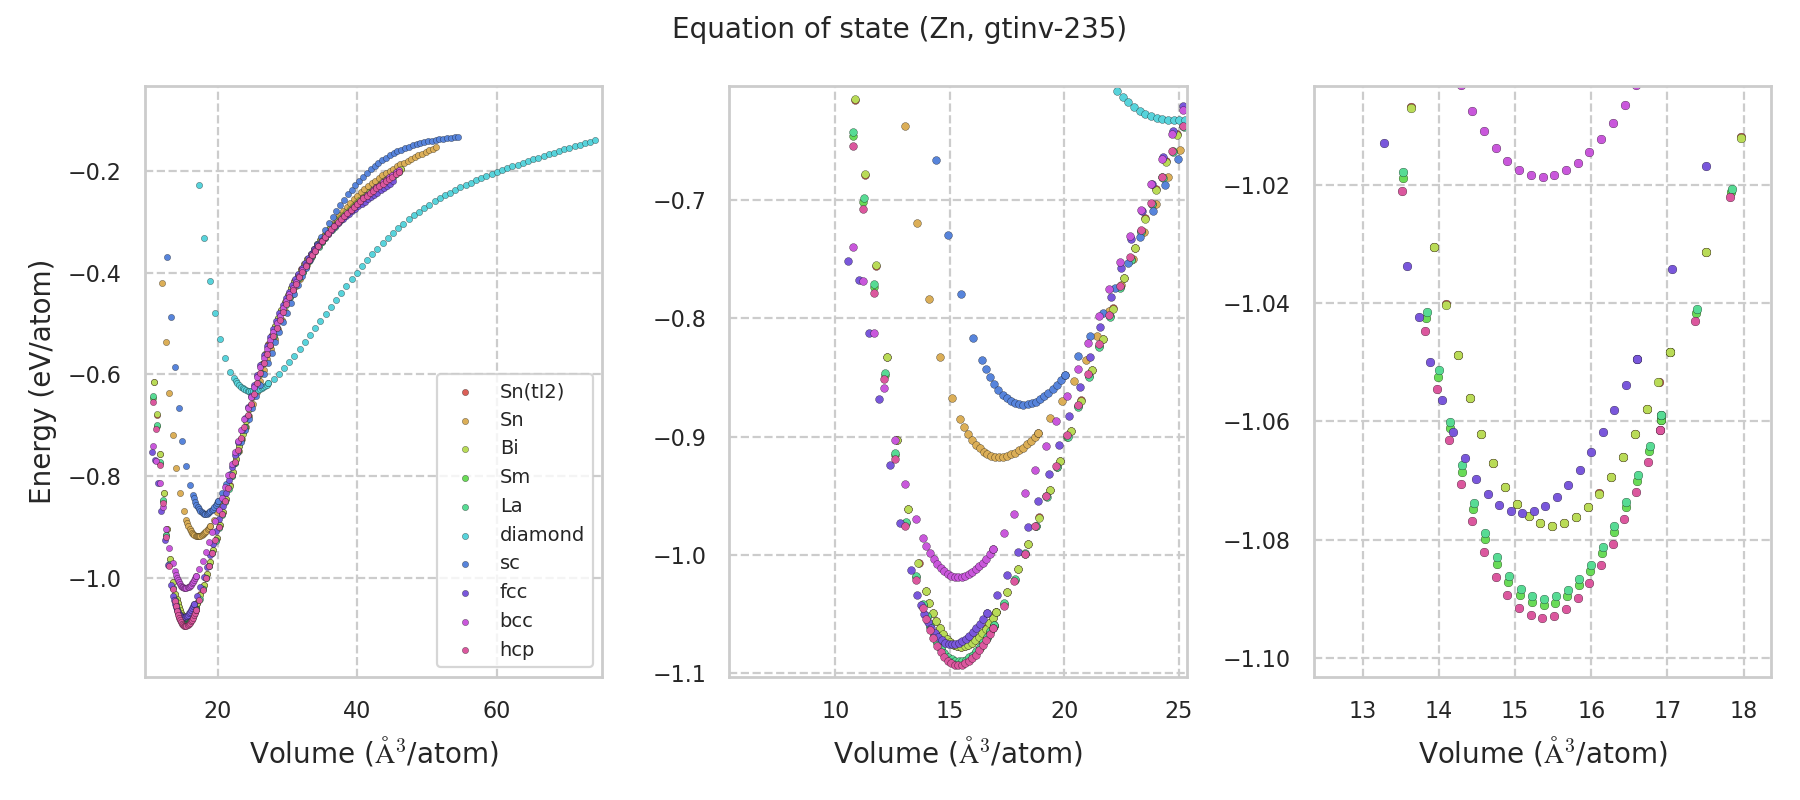 Equation of state (Zn, gtinv-235)
Energy (eV/atom)
−0.2
−0.4
−0.6
−0.8
−1.0
20
40
60
Volume (Å³/atom)
Sn(tI2)
Sn
Bi
Sm
La
diamond
sc
fcc
bcc
hcp
−0.7
−0.8
−0.9
−1.0
−1.1
10
15
20
25
Volume (Å³/atom)
−1.02
−1.04
−1.06
−1.08
−1.10
13
14
15
16
17
18
Volume (Å³/atom)